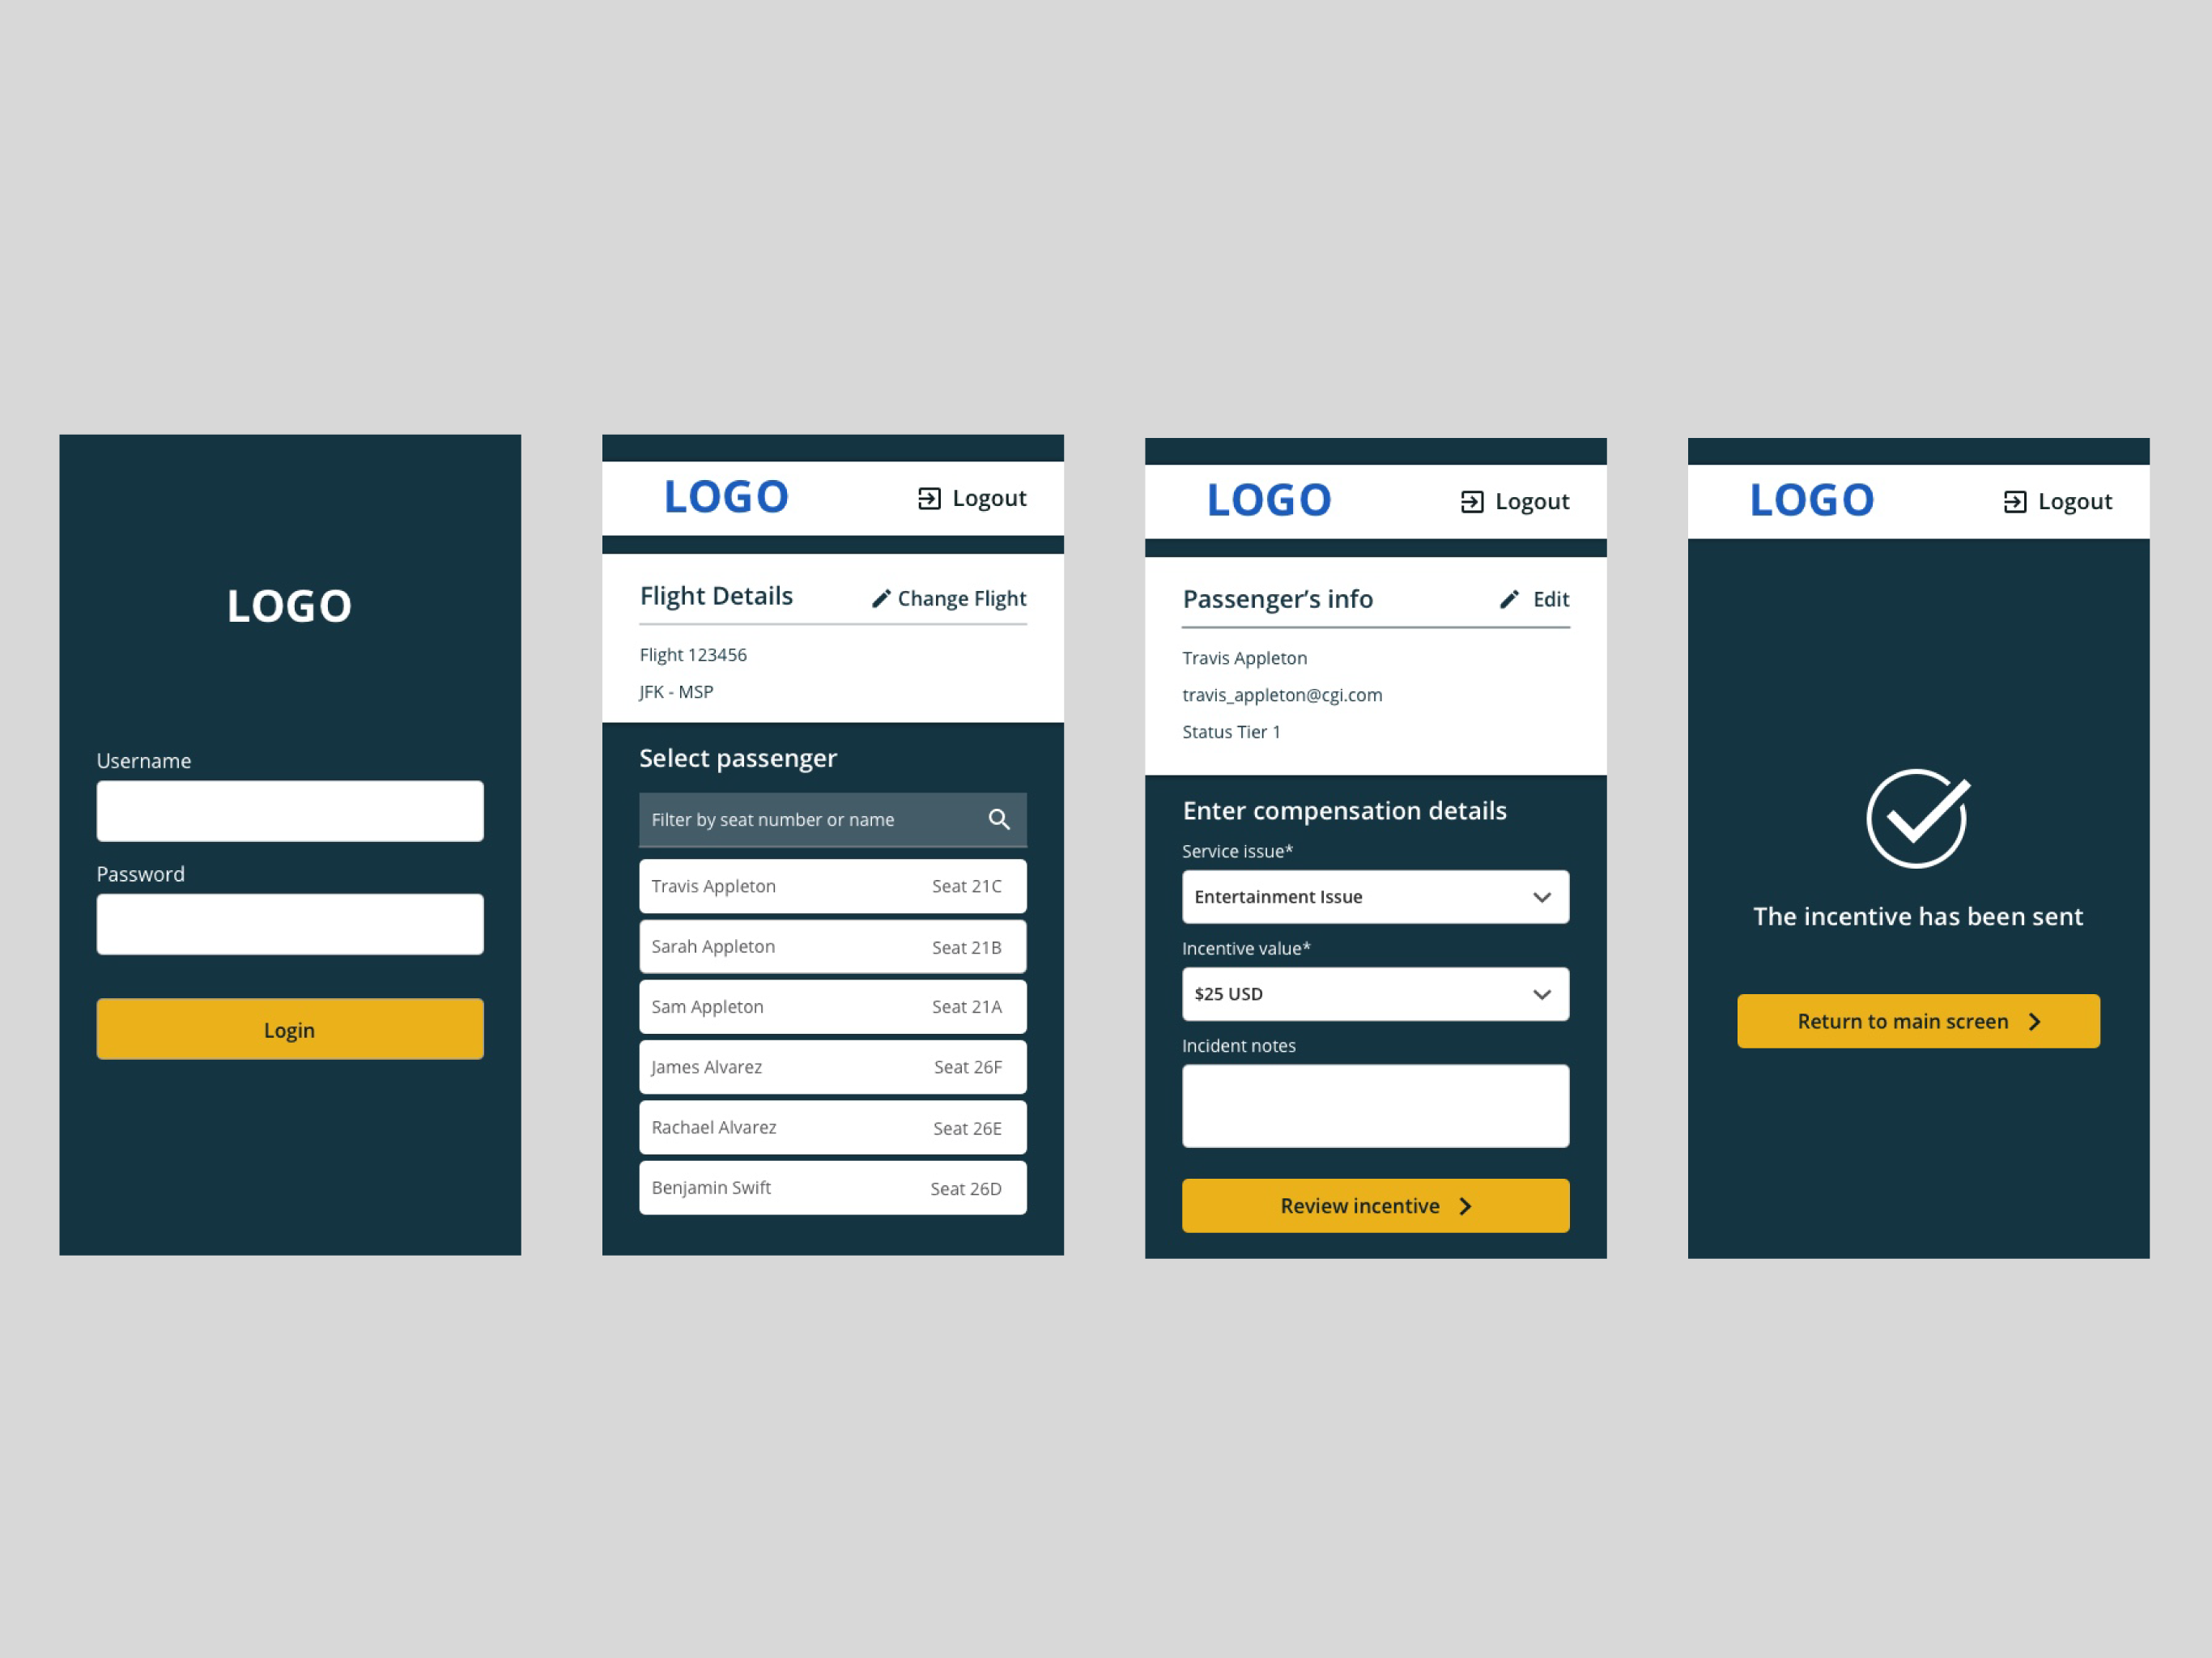 LOGO
Username
Password
Login
LOGO
Logout
Flight Details
Change Flight
Flight 123456
JFK - MSP
Select passenger
Filter by seat number or name
Travis Appleton Seat 21C
Sarah Appleton Seat 21B
Sam Appleton Seat 21A
James Alvarez Seat 26F
Rachael Alvarez Seat 26E
Benjamin Swift Seat 26D
LOGO
Logout
Passenger’s info
Edit
Travis Appleton
travis_appleton@cgi.com
Status Tier 1
Enter compensation details
Service issue*
Entertainment Issue
Incentive value*
$25 USD
Incident notes
Review incentive
LOGO
Logout
The incentive has been sent
Return to main screen